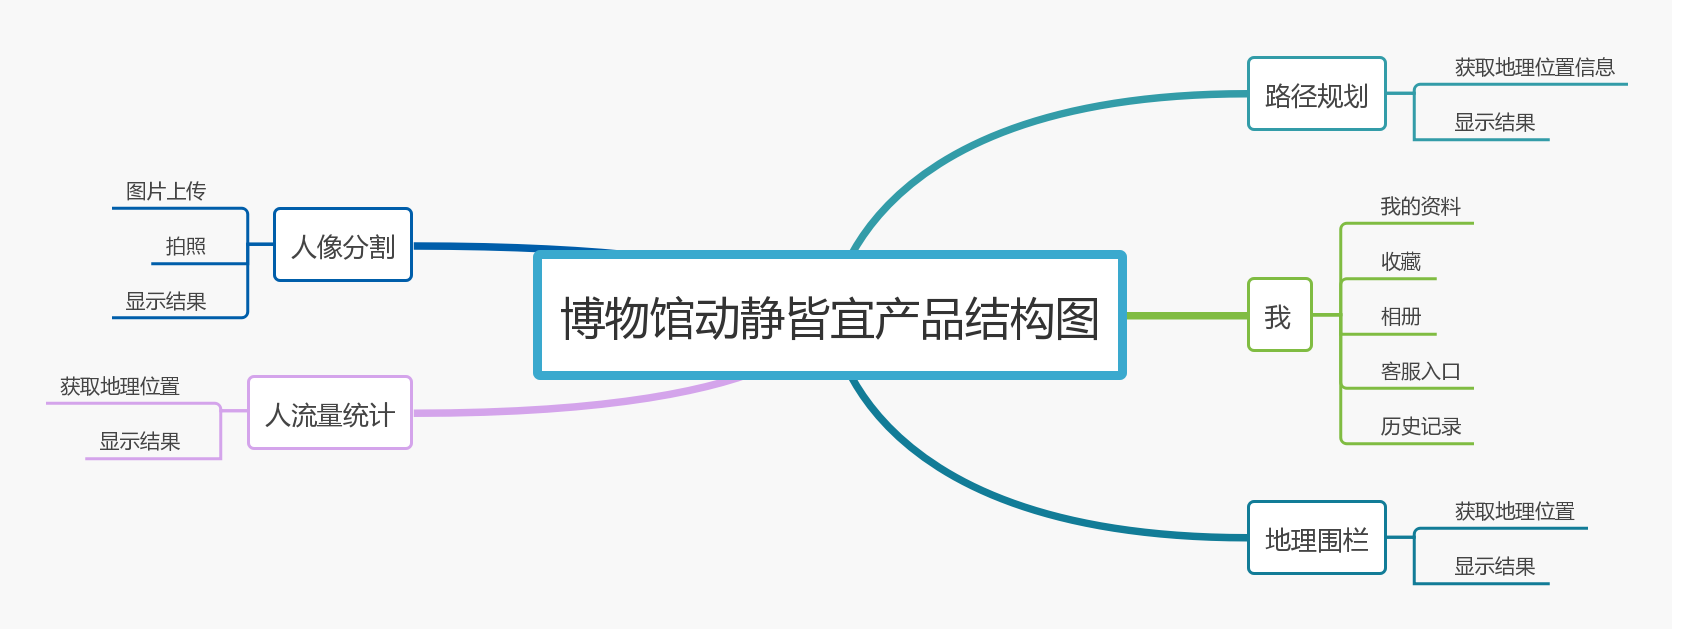 博物馆动静皆宜产品结构图
路径规划
获取地理位置信息
显示结果
我
我的资料
收藏
相册
客服入口
历史记录
地理围栏
获取地理位置
显示结果
人像分割
图片上传
拍照
显示结果
人流量统计
获取地理位置
显示结果